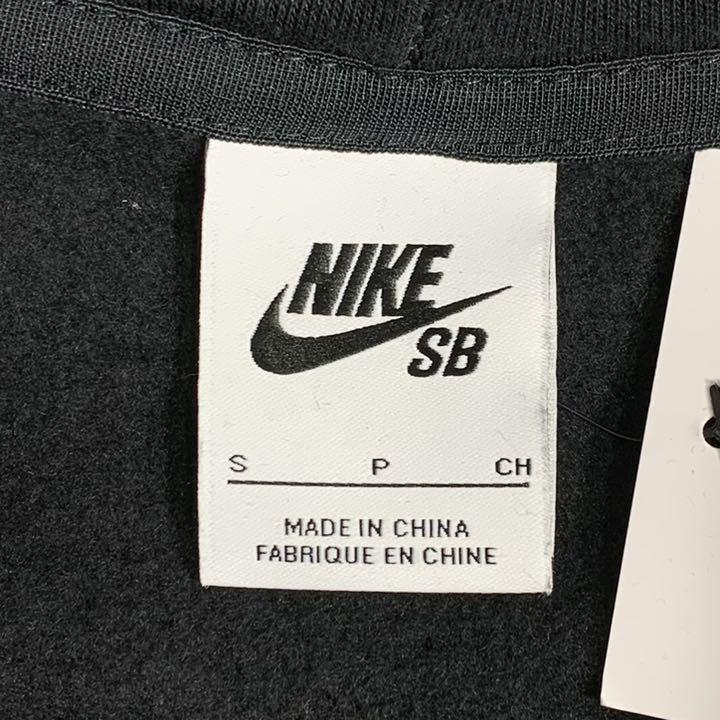 NIKE
SB
S P CH
MADE IN CHINA
FABRIQUE EN CHINE